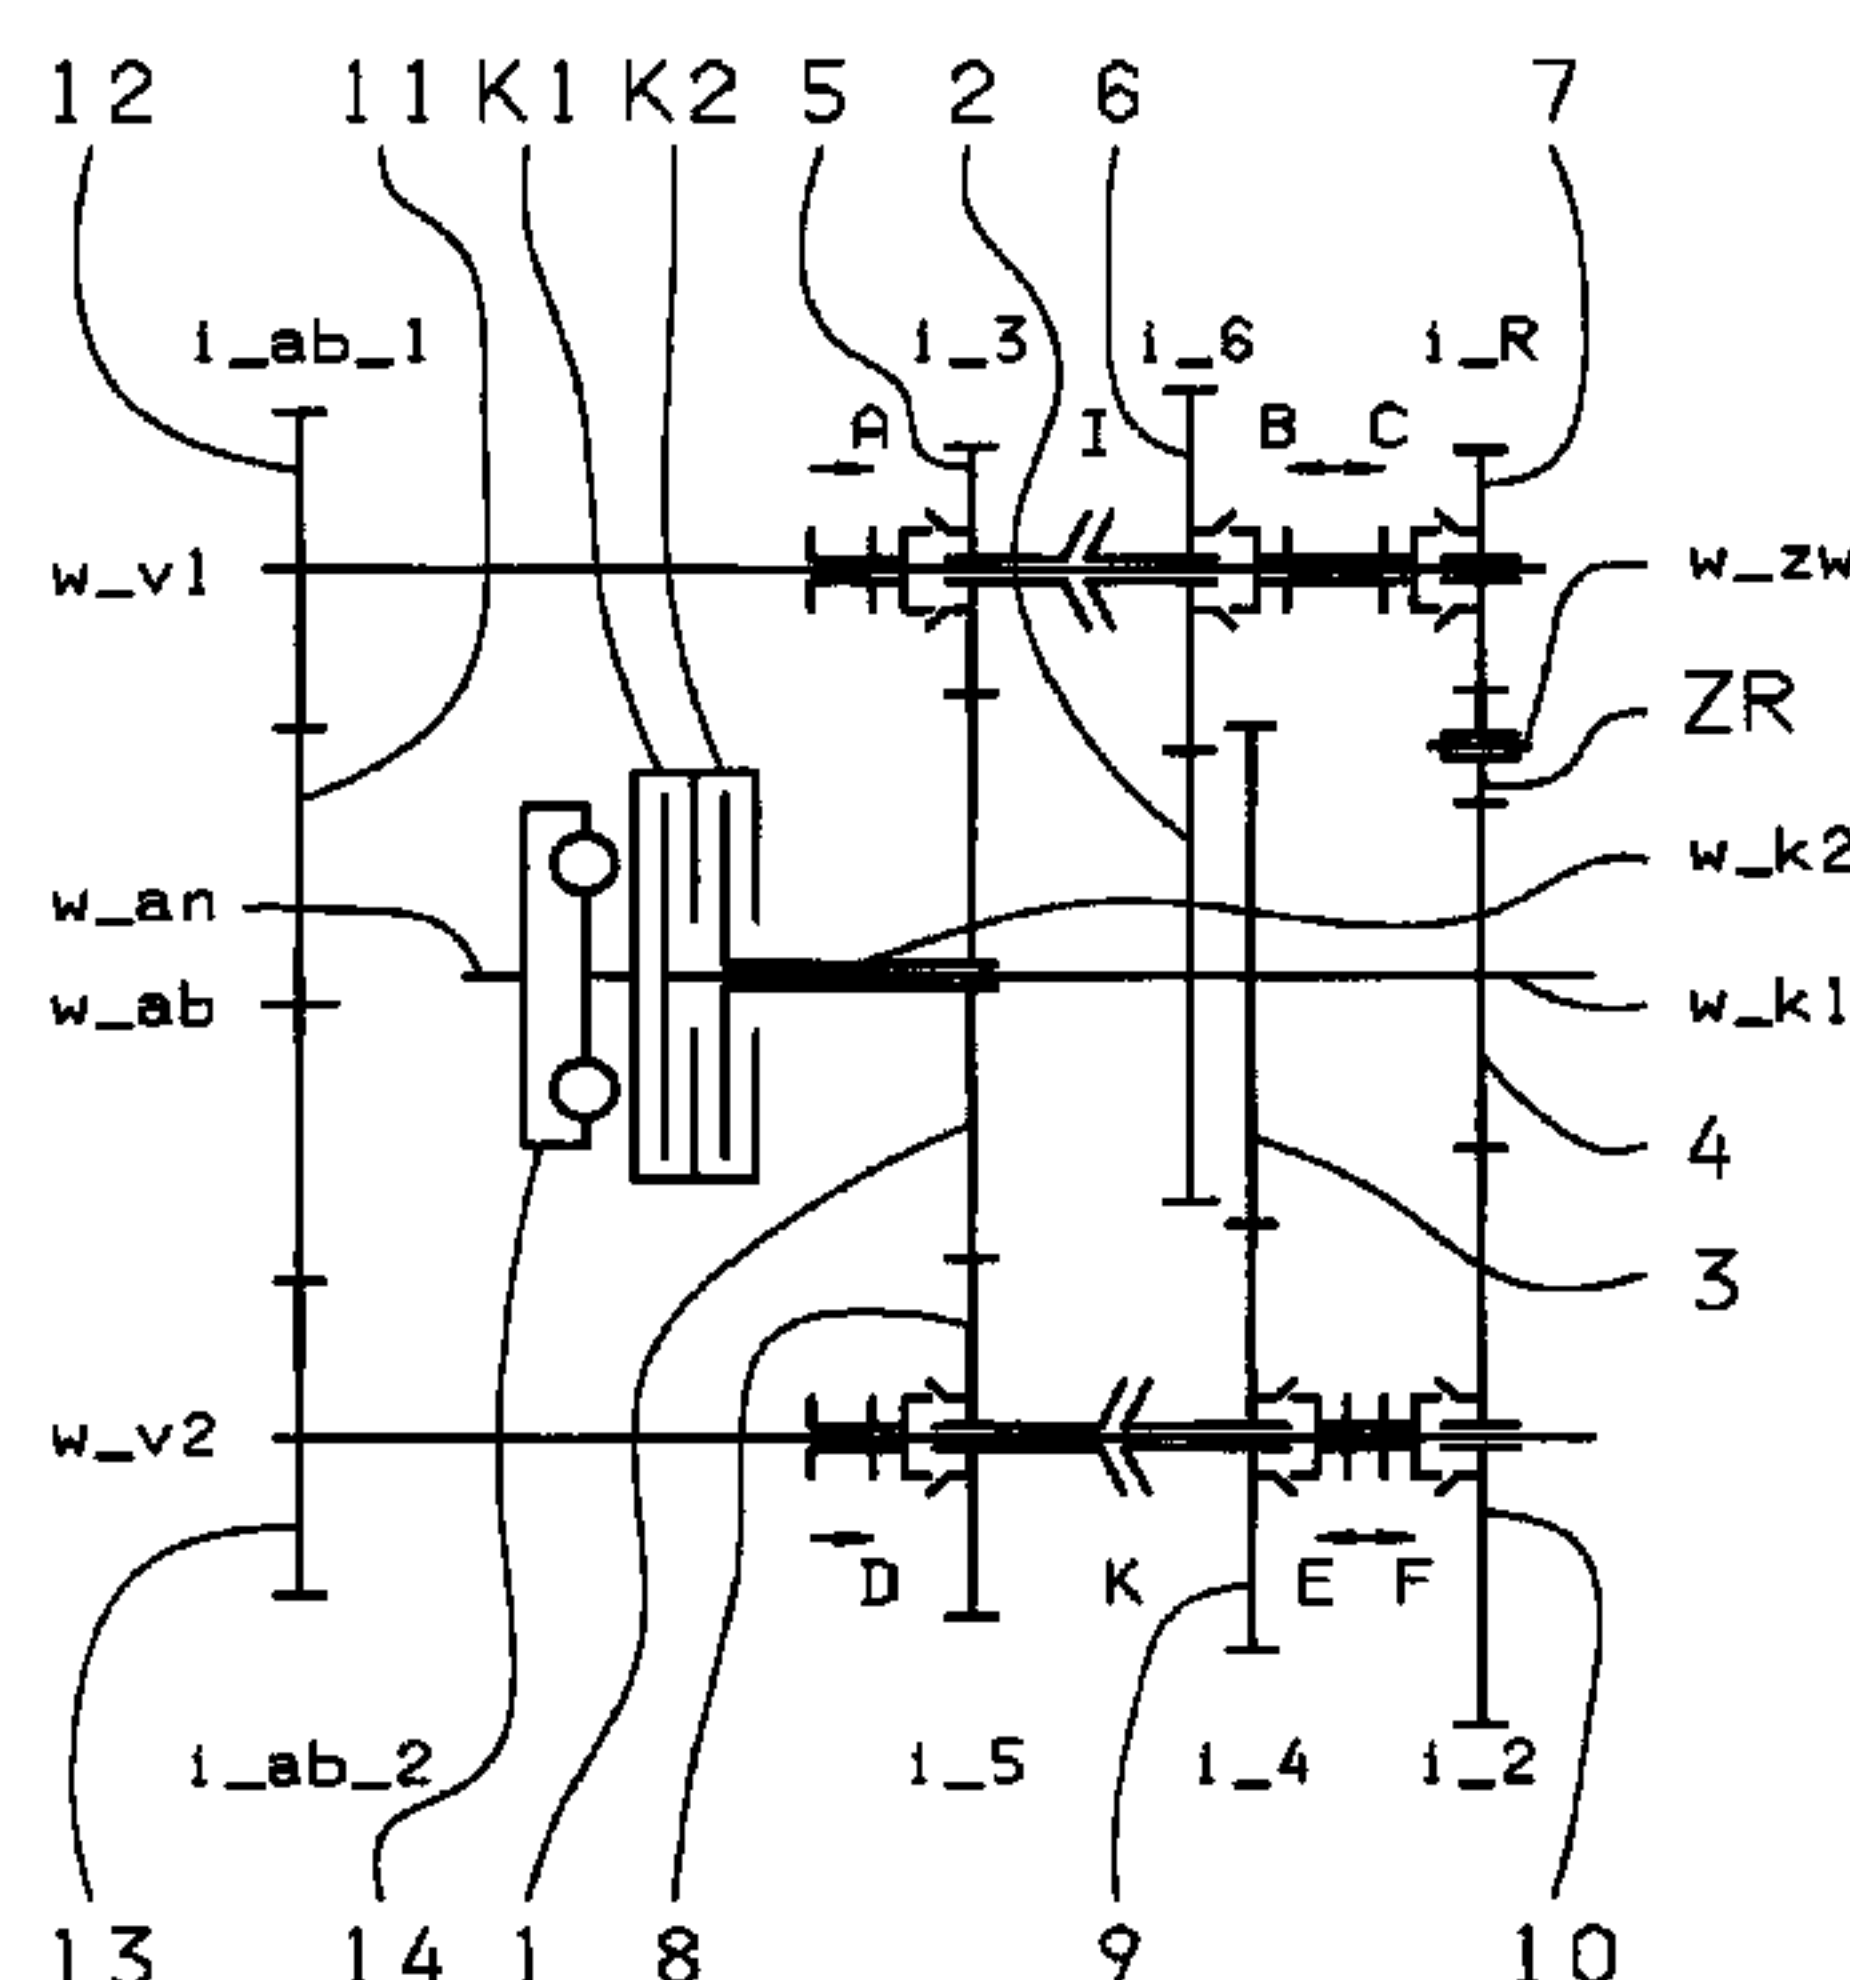 12 11 K1 K2 5 2 6 7
i_ab_1 i_3 i_6 i_R
A I B C
w_v1 w_zw
ZR
w_k2
w_an
w_ab w_k1
4
3
w_v2
D K E F
i_ab_2 i_5 i_4 i_2
13 14 1 8 9 10